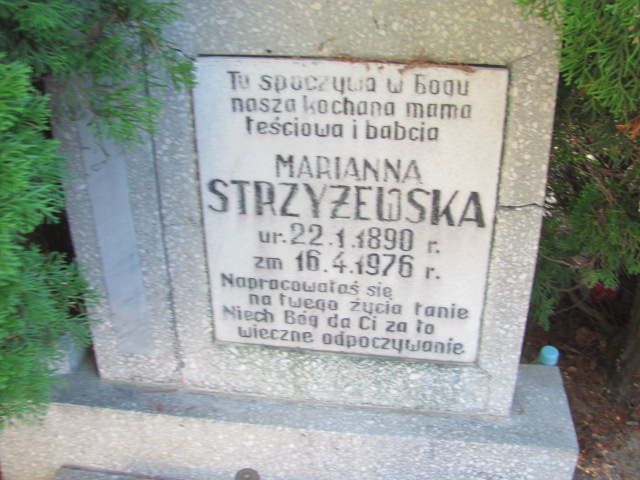 Tu spoczywa w Bogu
nasza kochana mama
teściowa i babcia
MARIANNA
STRZYŻEWSKA
ur. 22.1.1890 r.
zm 16.4.1976 r.
Napracowałaś się
na twego życia łanie
Niech Bóg da Ci za to
wieczne odpoczywanie